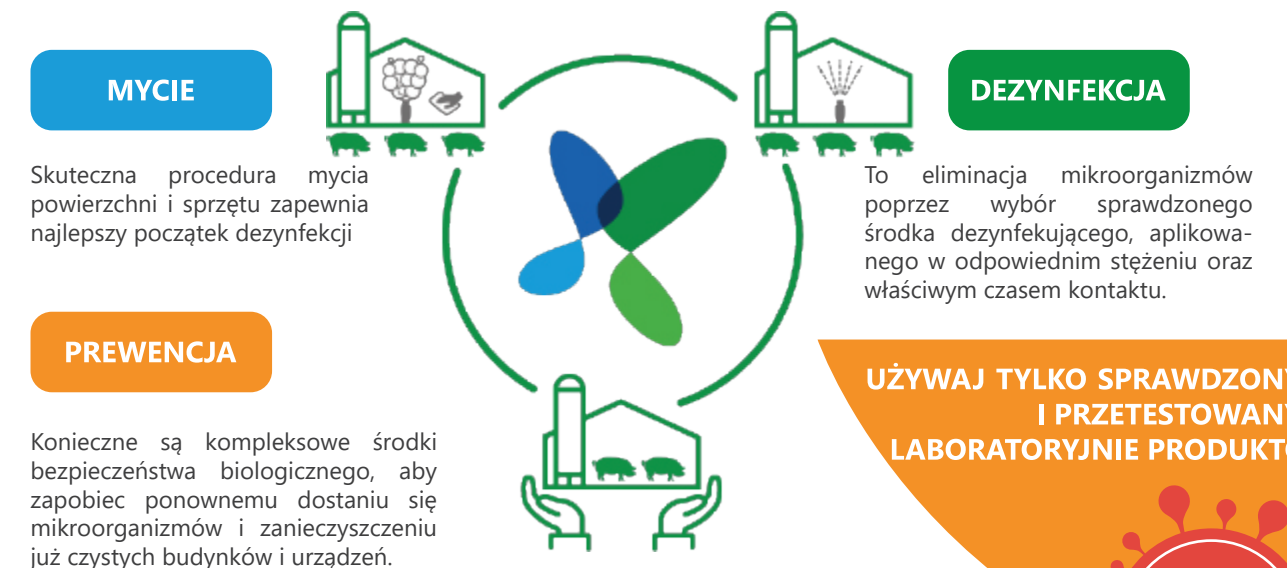 MYCIE
Skuteczna procedura mycia
powierzchni i sprzętu zapewnia
najlepszy początek dezynfekcji
DEZYNFEKCJA
To eliminacja mikroorganizmów
poprzez wybór sprawdzonego
środka dezynfekującego, aplikowa-
nego w odpowiednim stężeniu oraz
właściwym czasem kontaktu.
PREWENCJA
Konieczne są kompleksowe środki
bezpieczeństwa biologicznego, aby
zapobiec ponownemu dostaniu się
mikroorganizmów i zanieczyszczeniu
już czystych budynków i urządzeń.
UŻYWAJ TYLKO
I
LABORATORYJNIE